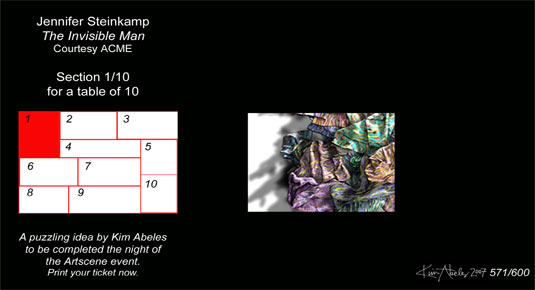 Jennifer Steinkamp
The Invisible Man
Courtesy ACME
Section 1/10
for a table of 10
1
2
3
4
5
6
7
8
9
10
A puzzling idea by Kim Abeles
to be completed the night of
the Artscene event.
Print your ticket now.
Kim Abeles 2007 571/600